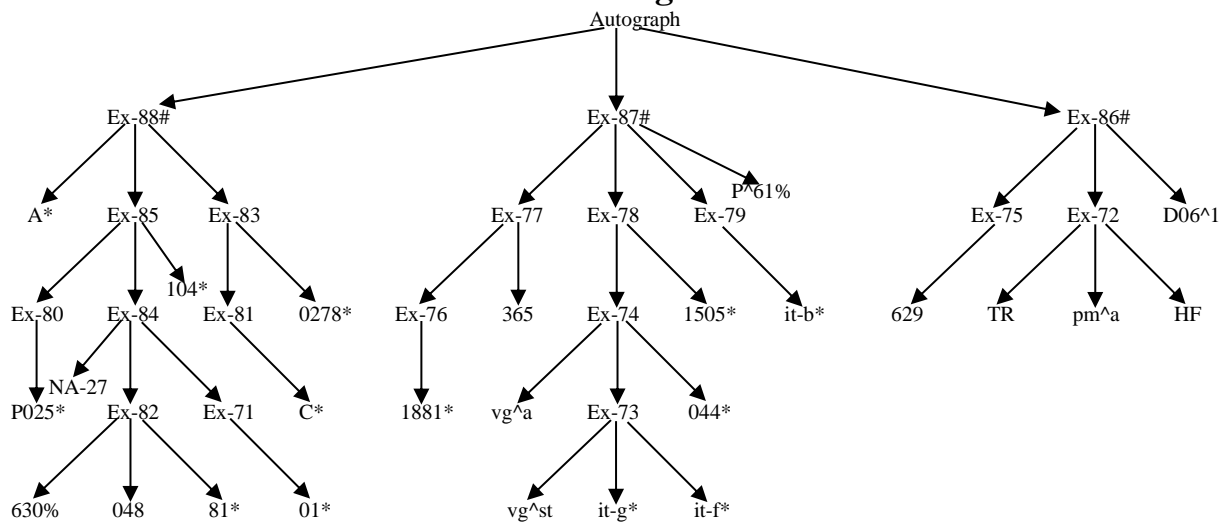 Autograph
Ex-88# Ex-87# Ex-86#
P^61%
A* Ex-85 Ex-83 Ex-77 Ex-78 Ex-79 Ex-75 Ex-72 D06^1
104*
Ex-80 Ex-84 Ex-81 0278* Ex-76 365 Ex-74 1505* it-b* 629 TR pm^a HF
NA-27
P025* Ex-82 Ex-71 C* 1881* vg^a Ex-73 044*
630% 048 81* 01* vg^st it-g* it-f*